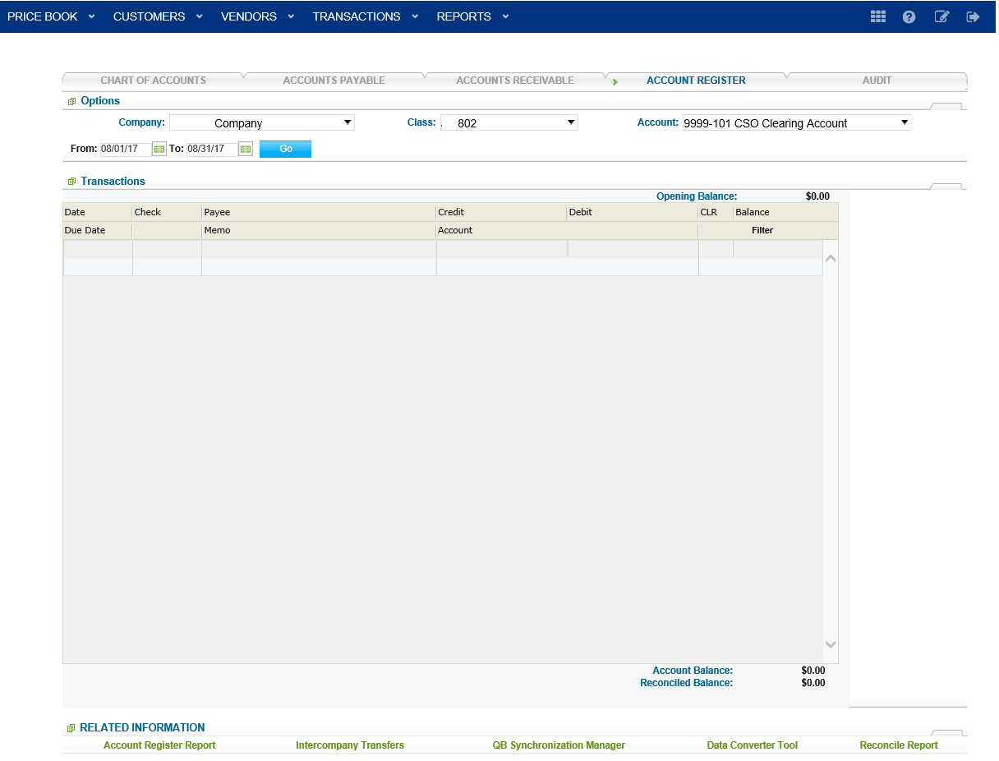 PRICE BOOK CUSTOMERS VENDORS TRANSACTIONS REPORTS
CHART OF ACCOUNTS ACCOUNTS PAYABLE ACCOUNTS RECEIVABLE ACCOUNT REGISTER AUDIT
Options
Company: Company Class: . 802 Account: 9999-101 CSO Clearing Account
From: 08/01/17 To: 08/31/17 Go
Transactions
Opening Balance: $0.00
Date Check Payee Credit Debit CLR Balance
Due Date Memo Account Filter
Account Balance: $0.00
Reconciled Balance: $0.00
RELATED INFORMATION
Account Register Report Intercompany Transfers QB Synchronization Manager Data Converter Tool Reconcile Report